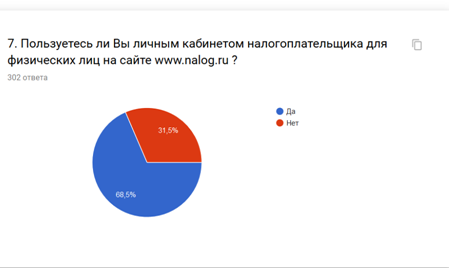 7. Пользуетесь ли Вы личным кабинетом налогоплательщика для
физических лиц на сайте www.nalog.ru ?
302 ответа
Да
Нет
31,5%
68,5%